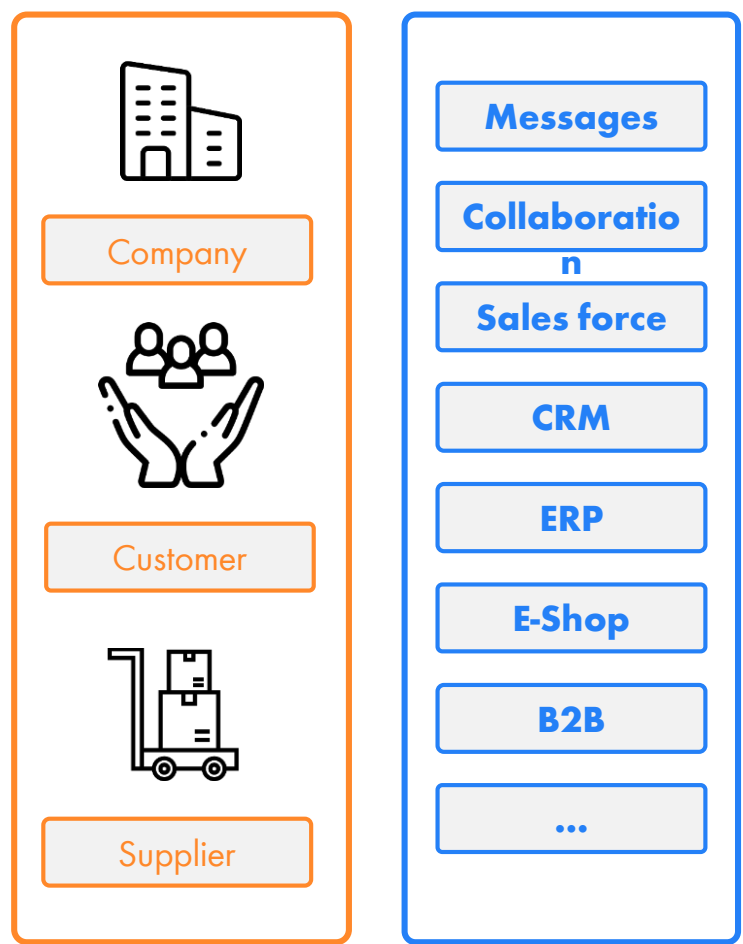 Company
Customer
Supplier
Messages
Collaboratio
n
Sales force
CRM
ERP
E-Shop
B2B
...